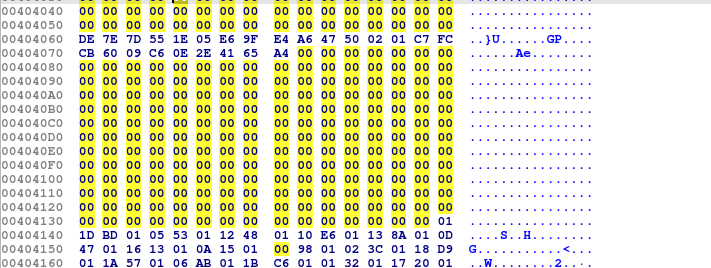 00404040 00 00 00 00 00 00 00 00 00 00 00 00 00 00 00 00 ................
00404050 00 00 00 00 00 00 00 00 00 00 00 00 00 00 00 00 ................
00404060 DE 7E 7D 55 1E 05 E6 9F E4 A6 47 50 02 01 C7 FC ..}U......GP....
00404070 CB 60 09 C6 0E 2E 41 65 A4 00 00 00 00 00 00 00 Ae........
00404080 00 00 00 00 00 00 00 00 00 00 00 00 00 00 00 00 ................
00404090 00 00 00 00 00 00 00 00 00 00 00 00 00 00 00 00 ................
004040A0 00 00 00 00 00 00 00 00 00 00 00 00 00 00 00 00 ................
004040B0 00 00 00 00 00 00 00 00 00 00 00 00 00 00 00 00 ................
004040C0 00 00 00 00 00 00 00 00 00 00 00 00 00 00 00 00 ................
004040D0 00 00 00 00 00 00 00 00 00 00 00 00 00 00 00 00 ................
004040E0 00 00 00 00 00 00 00 00 00 00 00 00 00 00 00 00 ................
004040F0 00 00 00 00 00 00 00 00 00 00 00 00 00 00 00 00 ................
00404100 00 00 00 00 00 00 00 00 00 00 00 00 00 00 00 00 ................
00404110 00 00 00 00 00 00 00 00 00 00 00 00 00 00 00 00 ................
00404120 00 00 00 00 00 00 00 00 00 00 00 00 00 00 00 00 ................
00404130 00 00 00 00 00 00 00 00 00 00 00 00 00 00 00 01 ................
00404140 1D BD 01 05 53 01 12 48 01 10 E6 01 13 8A 01 0D ....S..H........
00404150 47 01 16 13 01 0A 15 01 00 98 01 02 3C 01 18 D9 G...........<...
00404160 01 1A 57 01 06 AB 01 1B C6 01 01 32 01 17 20 01 ..W........2....